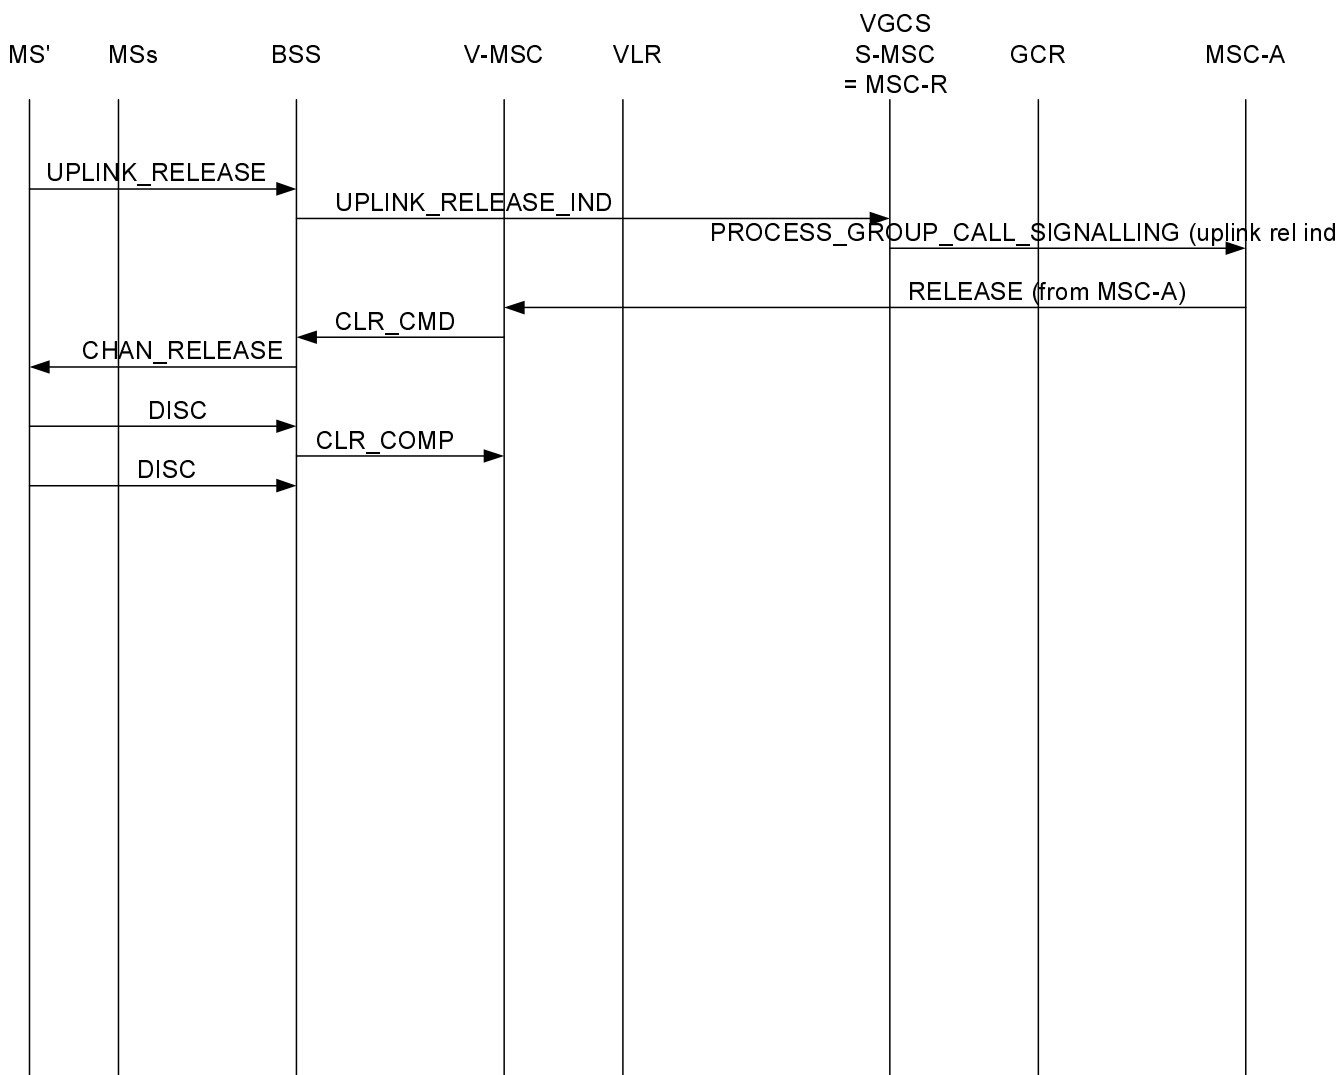 VGCS
MS' MSs BSS V-MSC VLR S-MSC GCR MSC-A
= MSC-R
UPLINK_RELEASE
UPLINK_RELEASE_IND
PROCESS_GROUP_CALL_SIGNALLING (uplink rel ind
RELEASE (from MSC-A)
CLR_CMD
CHAN_RELEASE
DISC
CLR_COMP
DISC